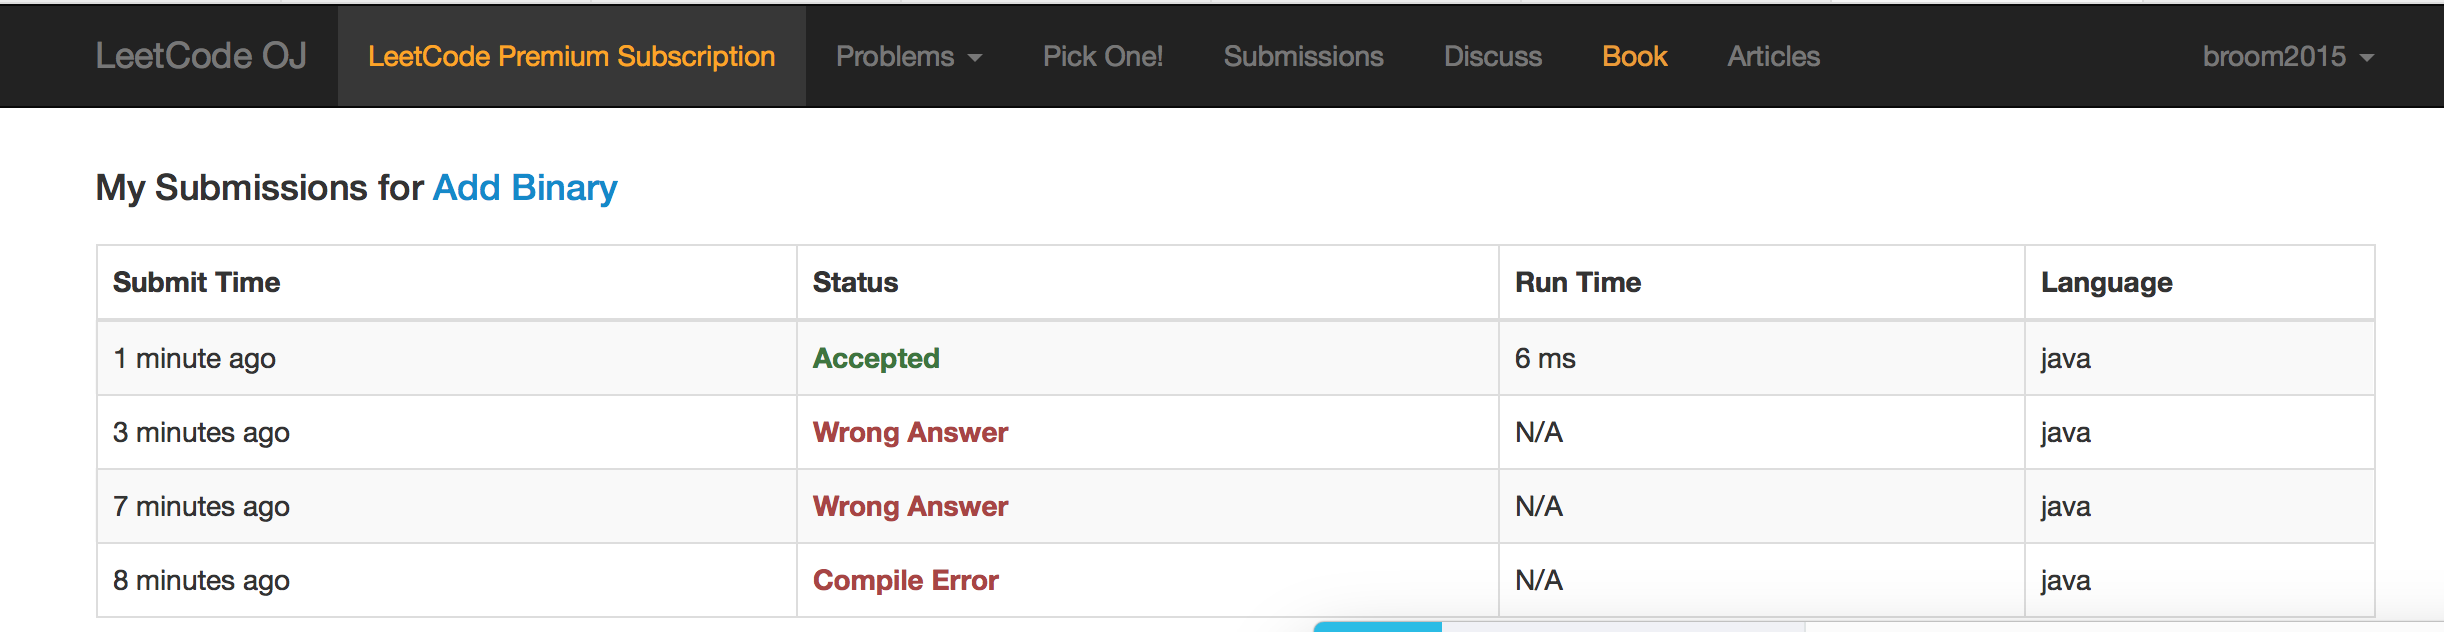 LeetCode OJ LeetCode Premium Subscription Problems Pick One! Submissions Discuss Book Articles broom2015
My Submissions for Add Binary
Submit Time Status Run Time Language
1 minute ago Accepted 6 ms java
3 minutes ago Wrong Answer N/A java
7 minutes ago Wrong Answer N/A java
8 minutes ago Compile Error N/A java